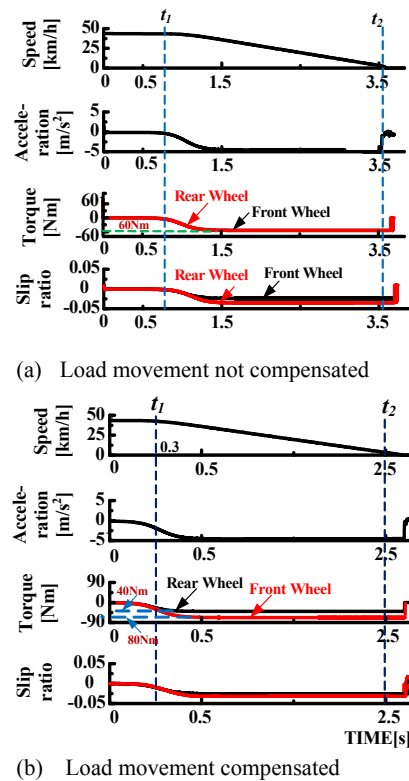 t1 t2
Speed [km/h] 50 25 0
0 0.5 1.5 3.5
Accele- ration [m/s²] 5 0 -5
0 0.5 1.5 3.5
Torque [Nm] 60 0 -60
60Nm Rear Wheel Front Wheel
0 0.5 1.5 3.5
Slip ratio 0.05 0 -0.05
Rear Wheel Front Wheel
0 0.5 1.5 3.5
(a) Load movement not compensated
t1 t2
Speed [km/h] 50 25 0
0.3
0 0.5 2.5
Accele- ration [m/s²] 5 0 -5
0 0.5 2.5
Torque [Nm] 90 0 -90
40Nm Rear Wheel Front Wheel
80Nm
0 0.5 2.5
Slip ratio 0.05 0 -0.05
0 0.5 2.5
TIME[s]
(b) Load movement compensated